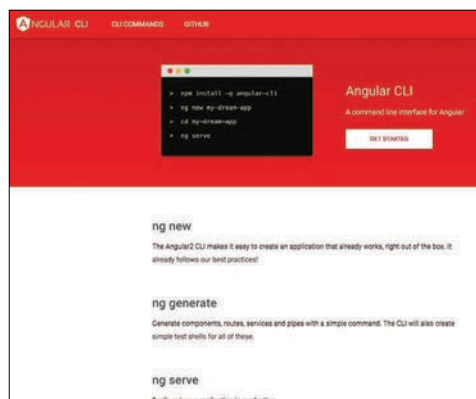 ANGULAR CLI CLI COMMANDS GITHUB
> npm install -g angular-cli
> ng new my-dream-app
> cd my-dream-app
> ng serve
Angular CLI
A command line interface for Angular
GET STARTED
ng new
The Angular2 CLI makes it easy to create an application that already works, right out of the box. It
already follows our best practices!
ng generate
Generate components, routes, services and pipes with a simple command. The CLI will also create
simple test shells for all of these.
ng serve